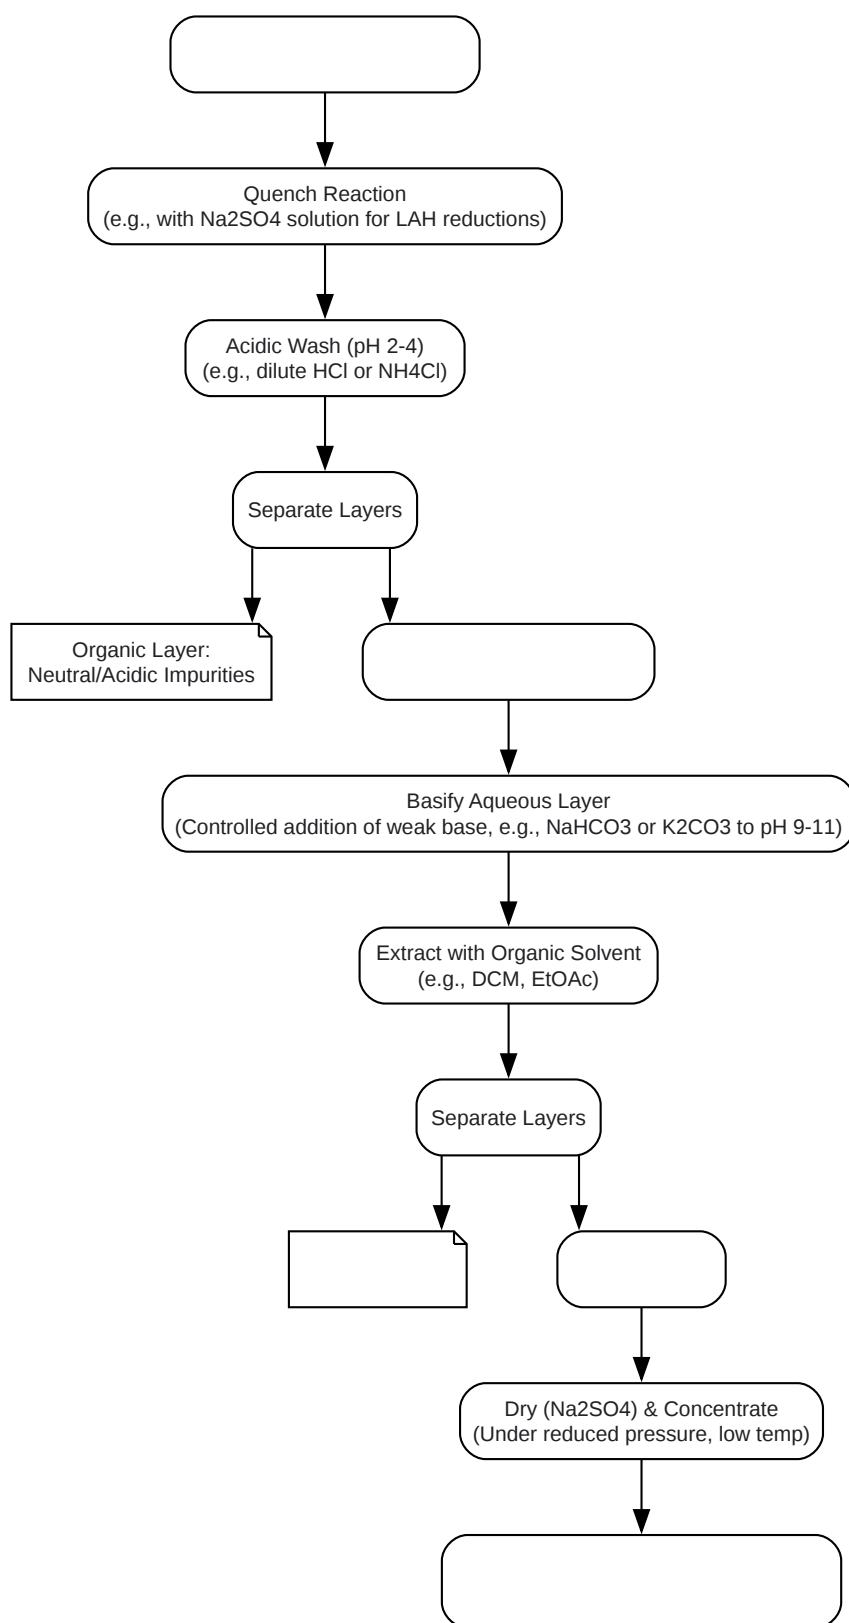 Quench Reaction
(e.g., with Na2SO4 solution for LAH reductions)
Acidic Wash (pH 2-4)
(e.g., dilute HCl or NH4Cl)
Separate Layers
Organic Layer:
Neutral/Acidic Impurities
Basify Aqueous Layer
(Controlled addition of weak base, e.g., NaHCO3 or K2CO3 to pH 9-11)
Extract with Organic Solvent
(e.g., DCM, EtOAc)
Separate Layers
Dry (Na2SO4) & Concentrate
(Under reduced pressure, low temp)